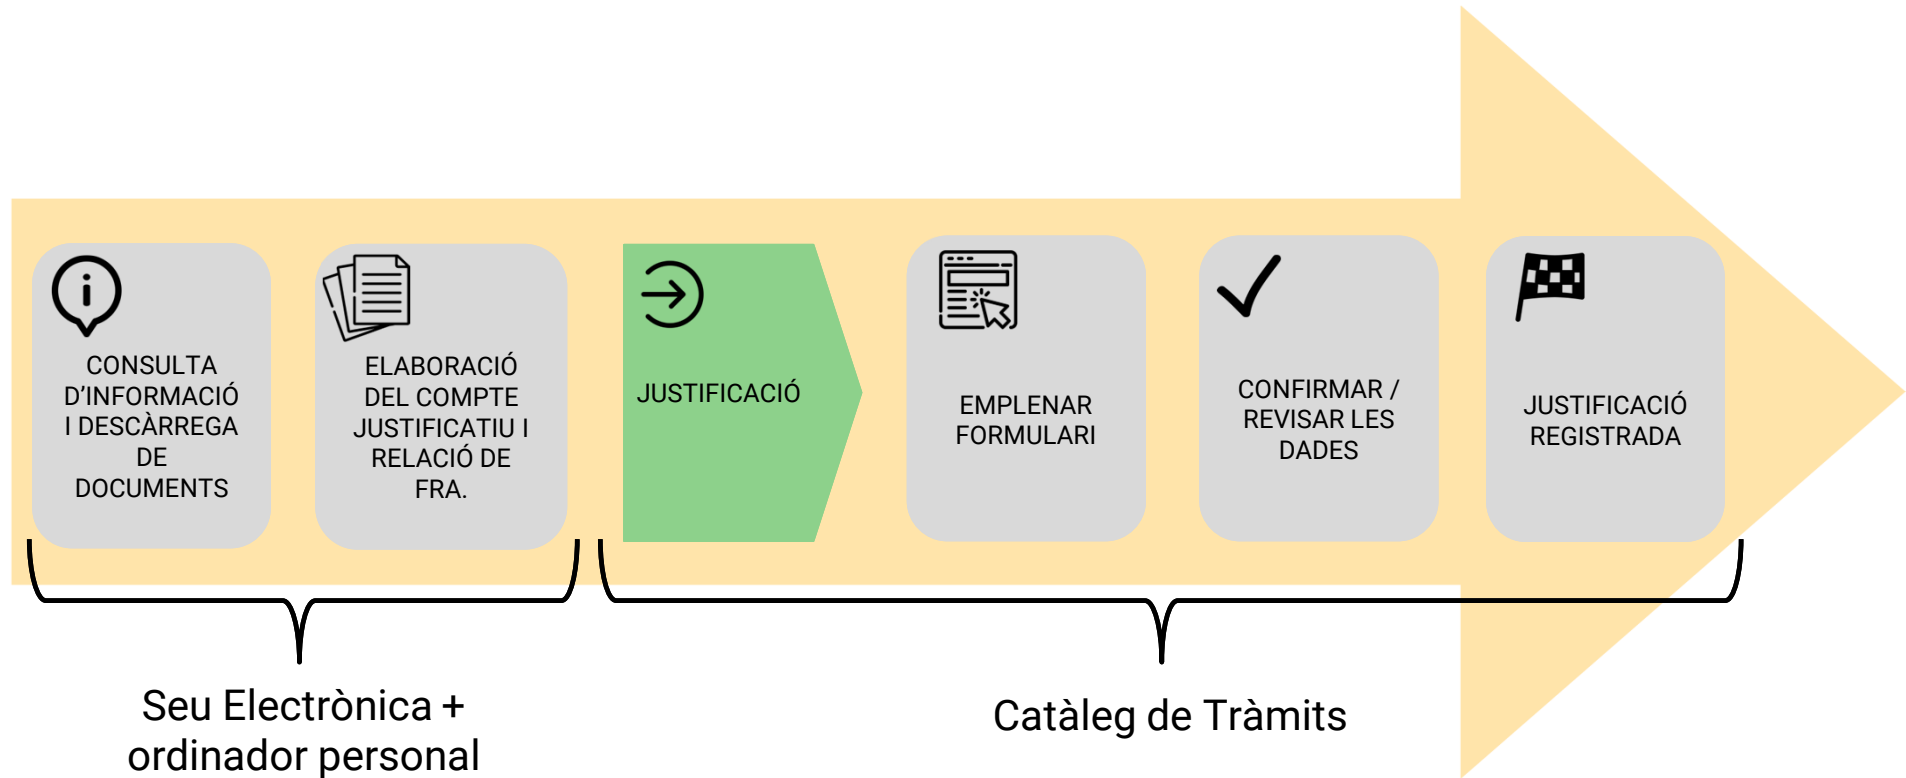 CONSULTA
D’INFORMACIÓ
I DESCÀRREGA
DE
DOCUMENTS
ELABORACIÓ
DEL COMPTE
JUSTIFICATIU I
RELACIÓ DE
FRA.
JUSTIFICACIÓ
EMPLENAR
FORMULARI
CONFIRMAR /
REVISAR LES
DADES
JUSTIFICACIÓ
REGISTRADA
Seu Electrònica +
ordinador personal
Catàleg de Tràmits